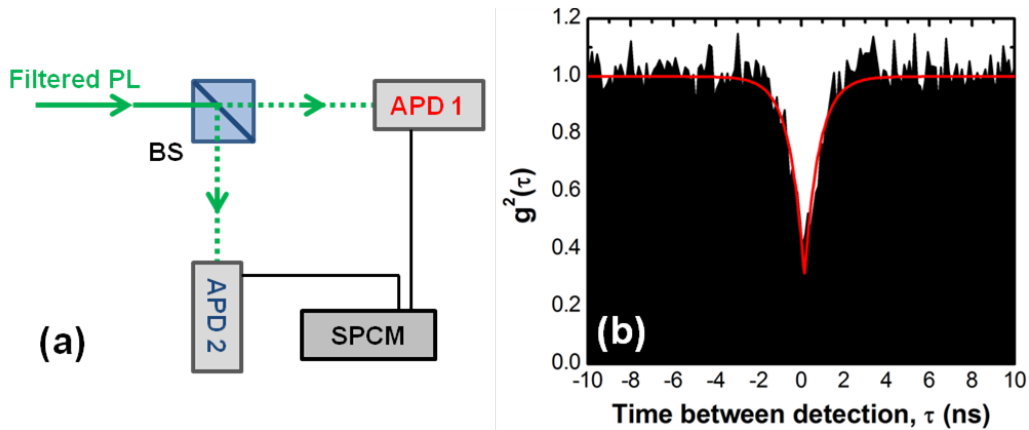 Filtered PL
BS
APD 1
APD 2
SPCM
(a)
g²(τ)
1.2
1.0
0.8
0.6
0.4
0.2
0.0
(b)
-10 -8 -6 -4 -2 0 2 4 6 8 10
Time between detection, τ (ns)